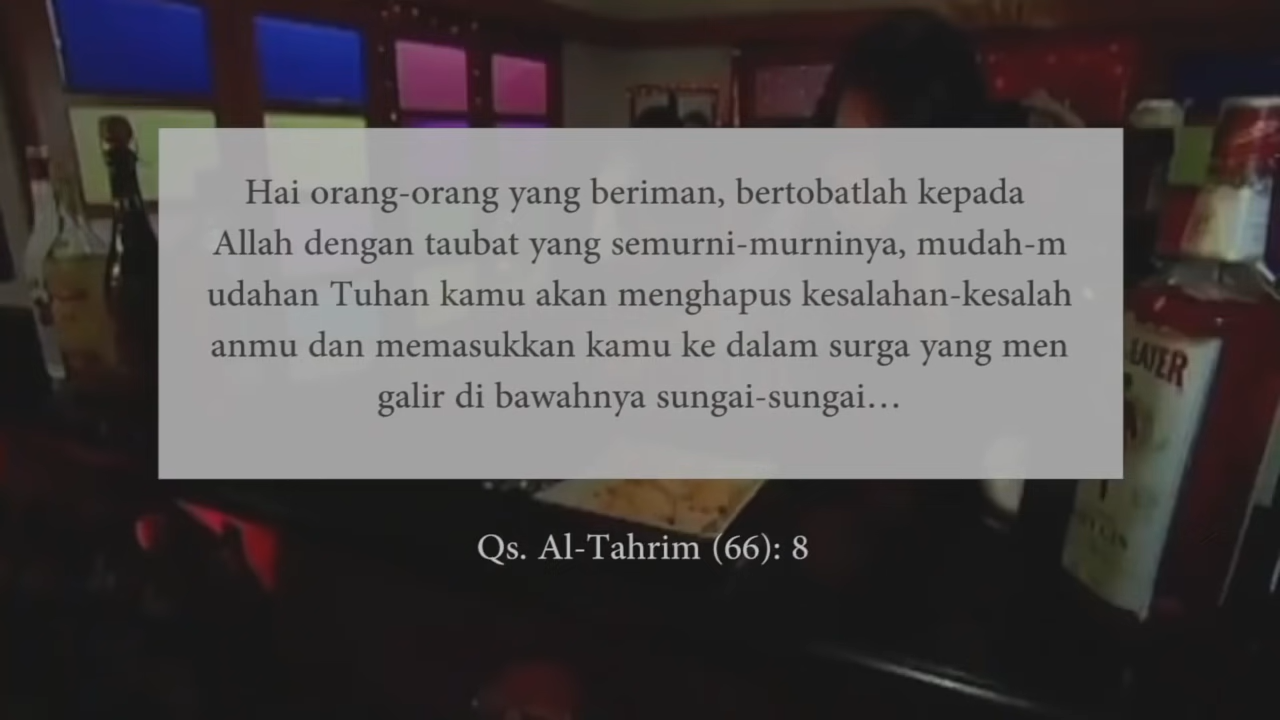 Hai orang-orang yang beriman, bertobatlah kepada
Allah dengan taubat yang semurni-murninya, mudah-m
udahan Tuhan kamu akan menghapus kesalahan-kesalah
anmu dan memasukkan kamu ke dalam surga yang men
galir di bawahnya sungai-sungai…
Qs. Al-Tahrim (66): 8
EATER